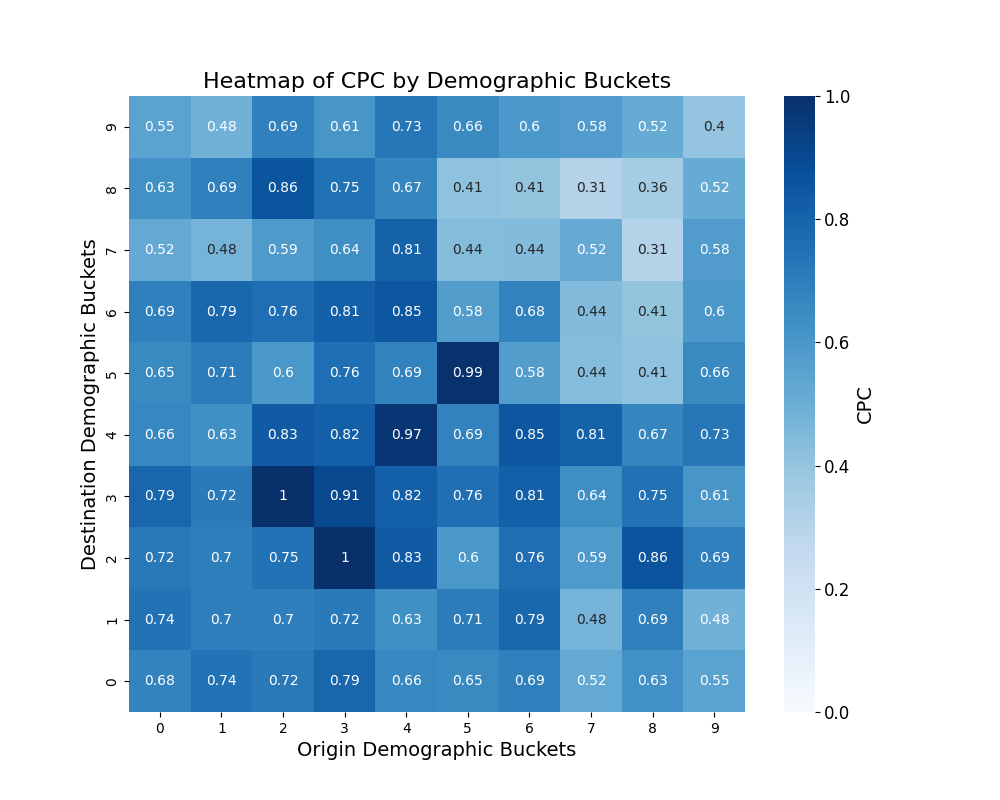 Heatmap of CPC by Demographic Buckets
9 0.55 0.48 0.69 0.61 0.73 0.66 0.6 0.58 0.52 0.4
8 0.63 0.69 0.86 0.75 0.67 0.41 0.41 0.31 0.36 0.52
7 0.52 0.48 0.59 0.64 0.81 0.44 0.44 0.52 0.31 0.58
6 0.69 0.79 0.76 0.81 0.85 0.58 0.68 0.44 0.41 0.6
5 0.65 0.71 0.6 0.76 0.69 0.99 0.58 0.44 0.41 0.66
4 0.66 0.63 0.83 0.82 0.97 0.69 0.85 0.81 0.67 0.73
3 0.79 0.72 1 0.91 0.82 0.76 0.81 0.64 0.75 0.61
2 0.72 0.7 0.75 1 0.83 0.6 0.76 0.59 0.86 0.69
1 0.74 0.7 0.7 0.72 0.63 0.71 0.79 0.48 0.69 0.48
0 0.68 0.74 0.72 0.79 0.66 0.65 0.69 0.52 0.63 0.55
0 1 2 3 4 5 6 7 8 9
Origin Demographic Buckets
Destination Demographic Buckets
1.0
0.8
0.6
0.4
0.2
0.0
CPC